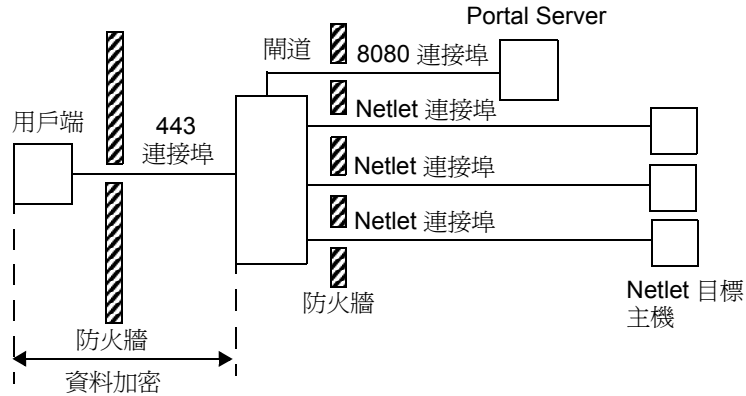 Portal Server
閘道
8080 連接埠
用戶端
443
連接埠
Netlet 連接埠
Netlet 連接埠
Netlet 連接埠
Netlet 目標
主機
防火牆
防火牆
資料加密